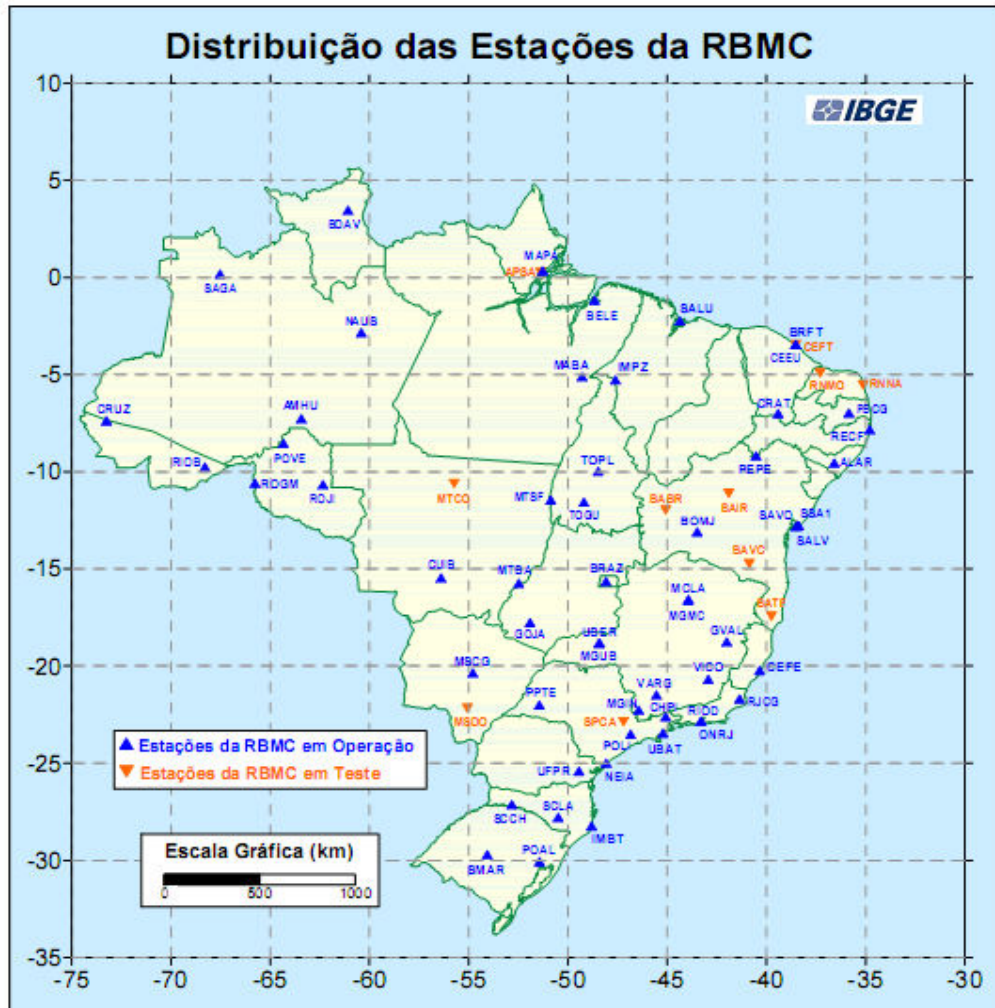 Distribuição das Estações da RBMC
IBGE
10
5
0
-5
-10
-15
-20
-25
-30
-35
-75
-70
-65
-60
-55
-50
-45
-40
-35
-30
BOAV
MAPA
SAGA
BELE
SALU
NAUS
BRFT
CEFT
CEEU
MABA
IMPZ
RNMO
RNNA
CRUZ
AMHU
CRAT
PBCG
RECF
POVE
RIOB
TOPL
PEPE
ALAR
ROGM
ROJI
MTCO
MTSF
BABR
BAIR
TOGU
BOMJ
SAVO
SSA1
SALV
BAVC
CUIB
MTBA
BRAZ
MCLA
MGMC
BATF
GOJA
UBER
MGUB
GVAL
MSCG
VICO
CEFE
PPTE
VARG
MGIN
CHPI
RIOD
RJCG
MSDO
SPCA
ONRJ
POLI
UBAT
Estações da RBMC em Operação
Estações da RBMC em Teste
UFPR
NEIA
SCCH
SCLA
IMBT
Escala Gráfica (km)
0
500
1000
SMAR
POAL